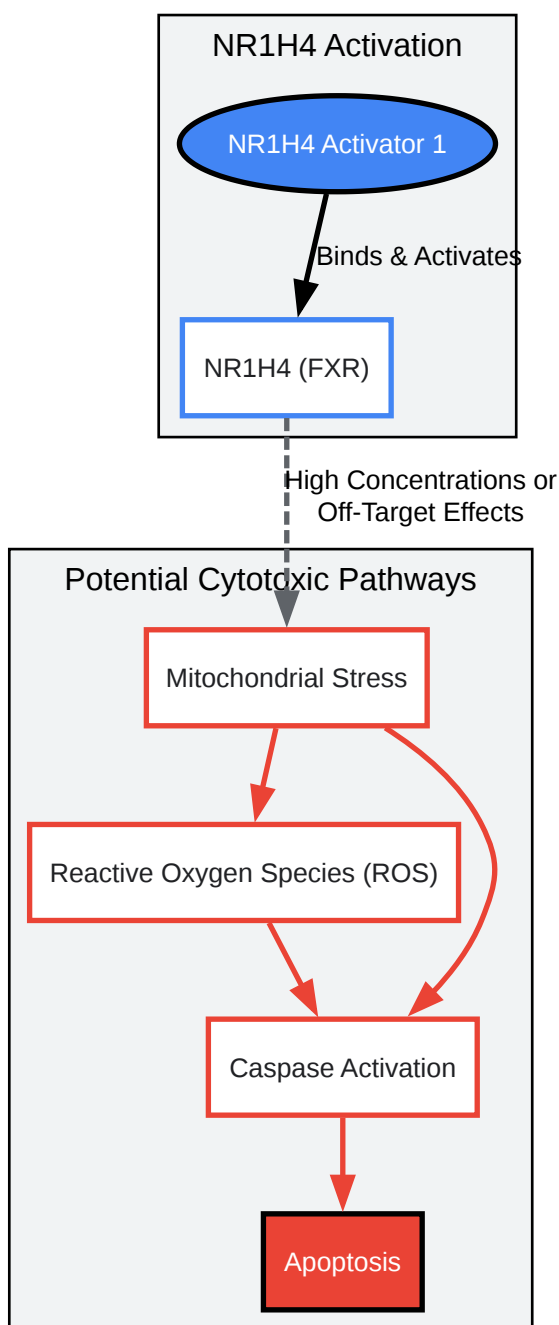 NR1H4 Activation
NR1H4 Activator 1
Binds & Activates
NR1H4 (FXR)
High Concentrations or
Off-Target Effects
Potential Cytotoxic Pathways
Mitochondrial Stress
Reactive Oxygen Species (ROS)
Caspase Activation
Apoptosis